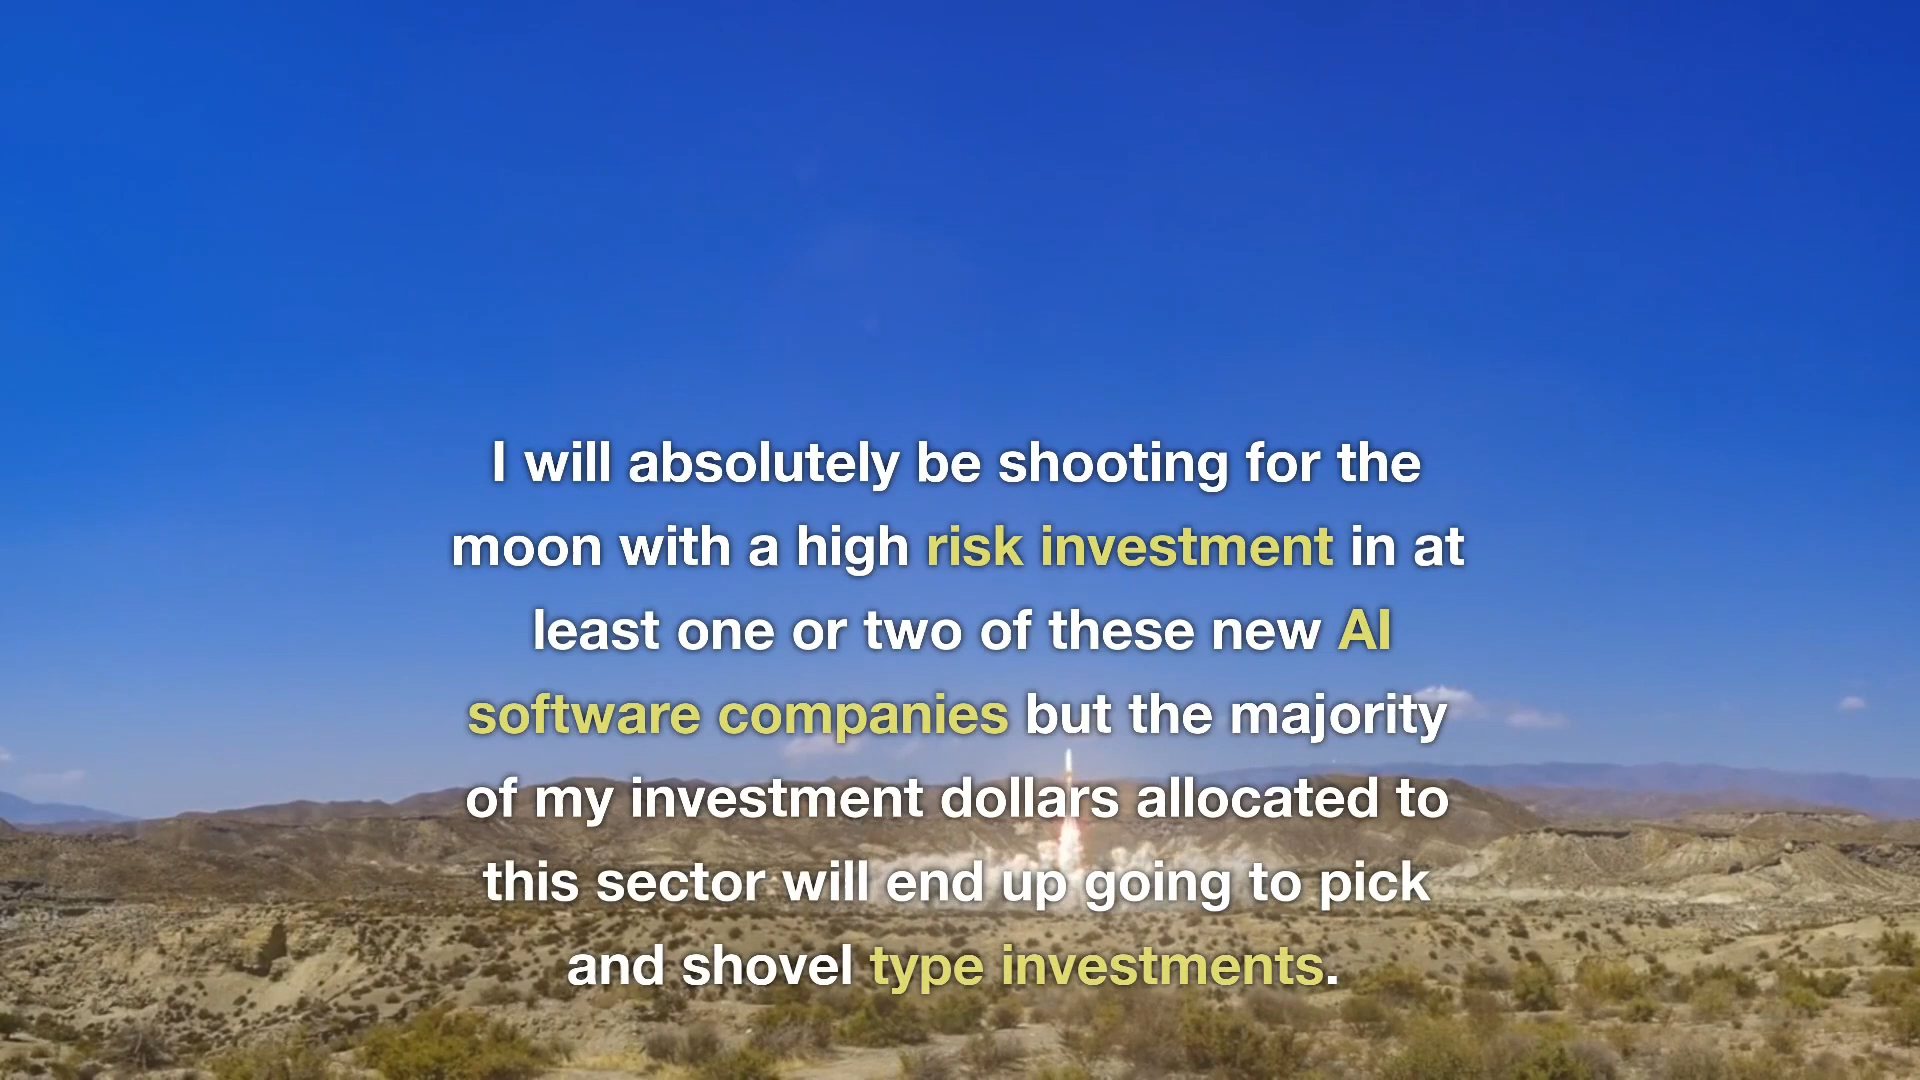 I will absolutely be shooting for the
moon with a high risk investment in at
least one or two of these new AI
software companies but the majority
of my investment dollars allocated to
this sector will end up going to pick
and shovel type investments.